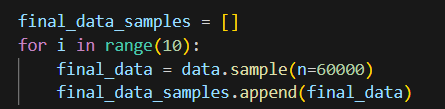 final_data_samples = []
for i in range(10):
    final_data = data.sample(n=60000)
    final_data_samples.append(final_data)